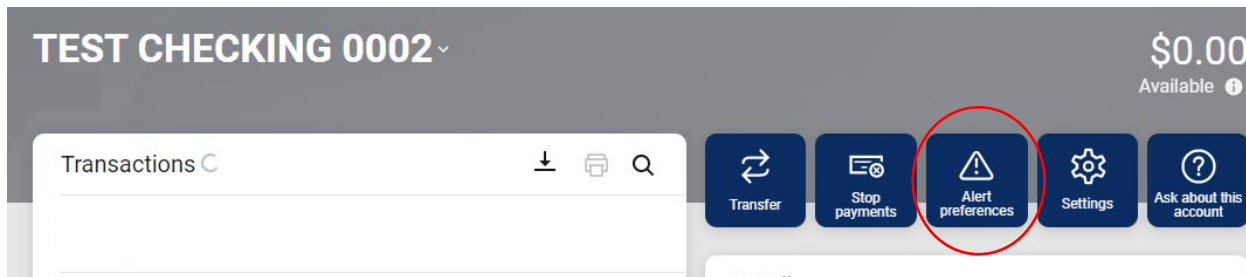 TEST CHECKING 0002
$0.00
Available
Transactions
Transfer
Stop
payments
Alert
preferences
Settings
Ask about this
account